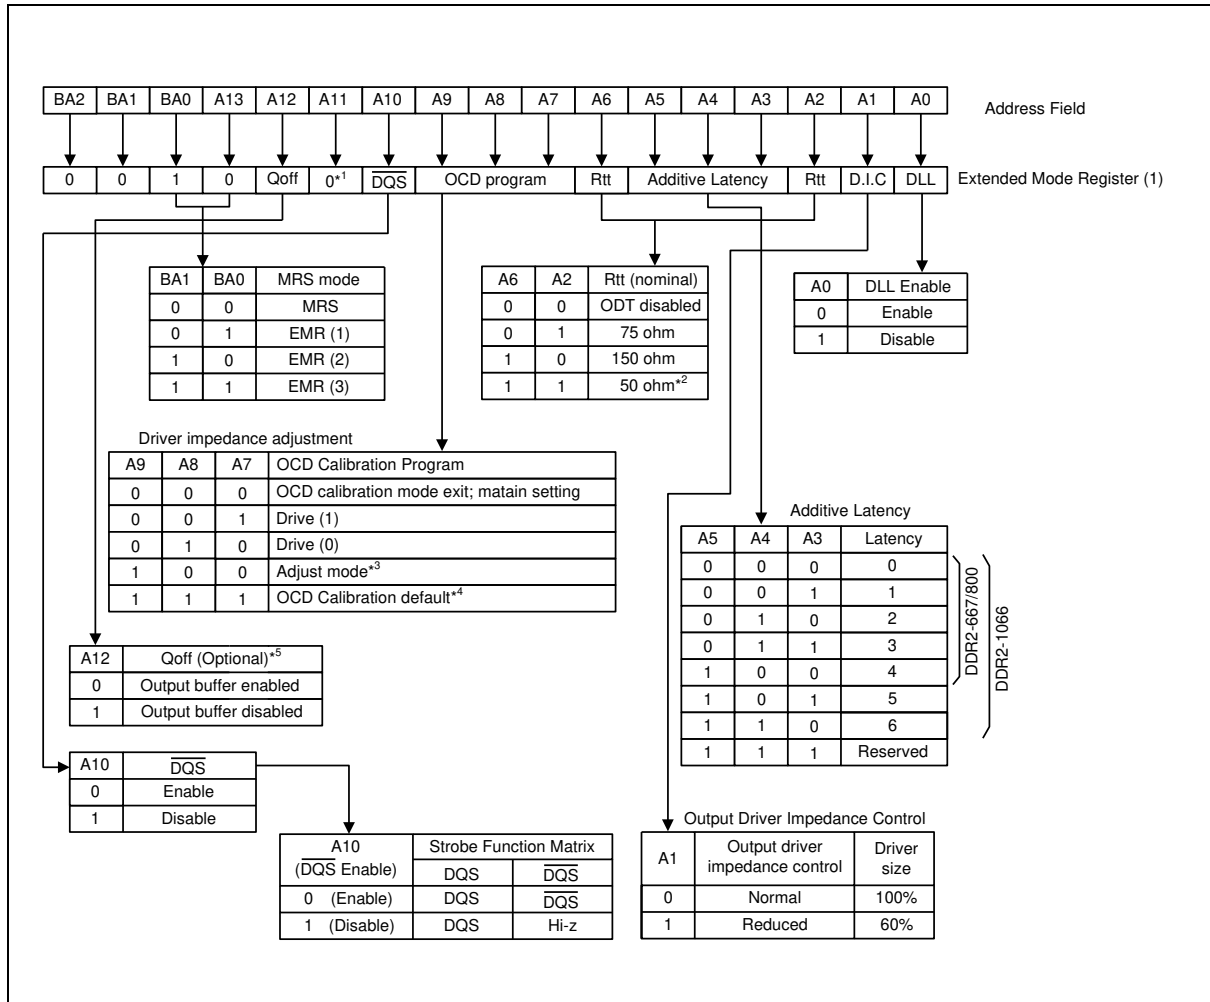 BA2 BA1 BA0 A13 A12 A11 A10 A9 A8 A7 A6 A5 A4 A3 A2 A1 A0
Address Field
0 0 1 0 Qoff 0*1 DQS OCD program Rtt Additive Latency Rtt D.I.C DLL
Extended Mode Register (1)
BA1 BA0 MRS mode
0 0 MRS
0 1 EMR (1)
1 0 EMR (2)
1 1 EMR (3)
A6 A2 Rtt (nominal)
0 0 ODT disabled
0 1 75 ohm
1 0 150 ohm
1 1 50 ohm*2
A0 DLL Enable
0 Enable
1 Disable
Driver impedance adjustment
A9 A8 A7 OCD Calibration Program
0 0 0 OCD calibration mode exit; matain setting
0 0 1 Drive (1)
0 1 0 Drive (0)
1 0 0 Adjust mode*3
1 1 1 OCD Calibration default*4
Additive Latency
A5 A4 A3 Latency
0 0 0 0
0 0 1 1
0 1 0 2
0 1 1 3
1 0 0 4
1 0 1 5
1 1 0 6
1 1 1 Reserved
DDR2-667/800
DDR2-1066
A12 Qoff (Optional)*5
0 Output buffer enabled
1 Output buffer disabled
A10 DQS
0 Enable
1 Disable
A10
(DQS Enable)
Strobe Function Matrix
DQS DQS
0 (Enable) DQS DQS
1 (Disable) DQS Hi-z
Output Driver Impedance Control
A1
Output driver
impedance control
Driver
size
0 Normal 100%
1 Reduced 60%